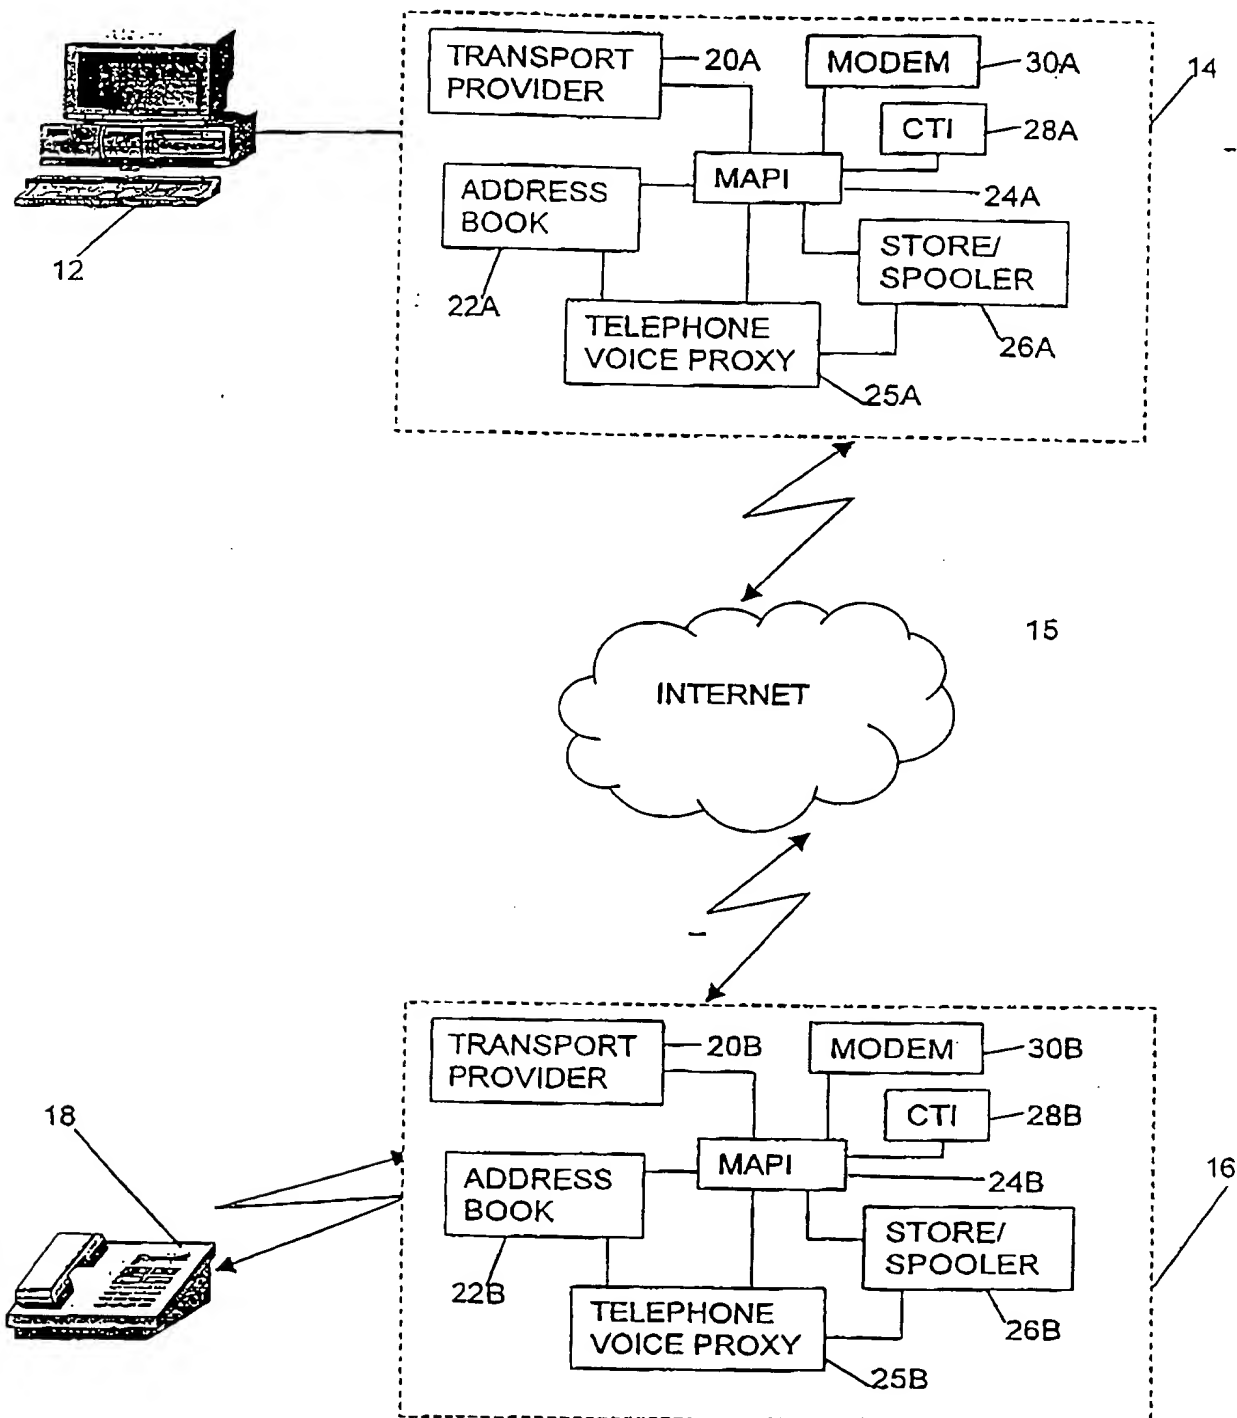 TRANSPORT
PROVIDER
20A
MODEM
30A
14
CTI
28A
MAPI
24A
ADDRESS
BOOK
22A
STORE/
SPOOLER
26A
12
TELEPHONE
VOICE PROXY
25A
15
INTERNET
TRANSPORT
PROVIDER
20B
MODEM
30B
CTI
28B
18
MAPI
24B
16
ADDRESS
BOOK
22B
STORE/
SPOOLER
26B
TELEPHONE
VOICE PROXY
25B